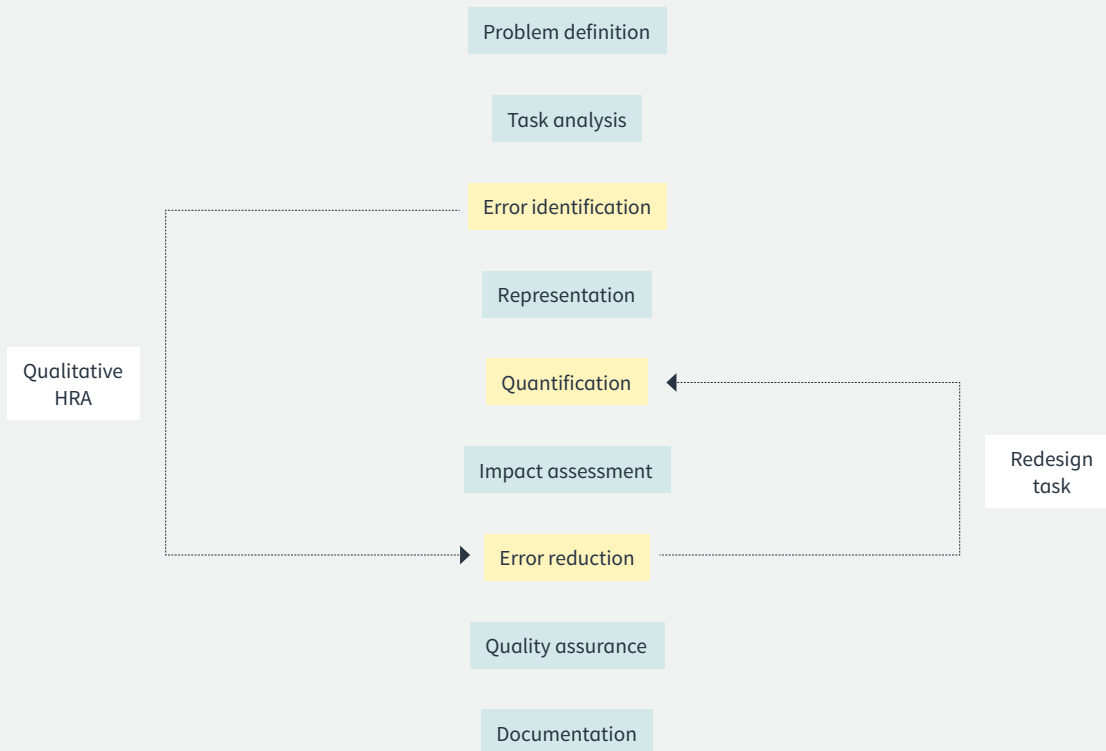 Problem definition
Task analysis
Error identification
Representation
Qualitative
HRA
Quantification
Impact assessment
Redesign
task
Error reduction
Quality assurance
Documentation